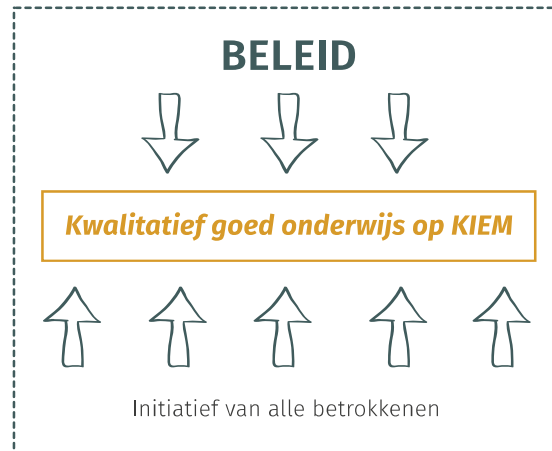 BELEID
Kwalitatief goed onderwijs op KIEM
Initiatief van alle betrokkenen